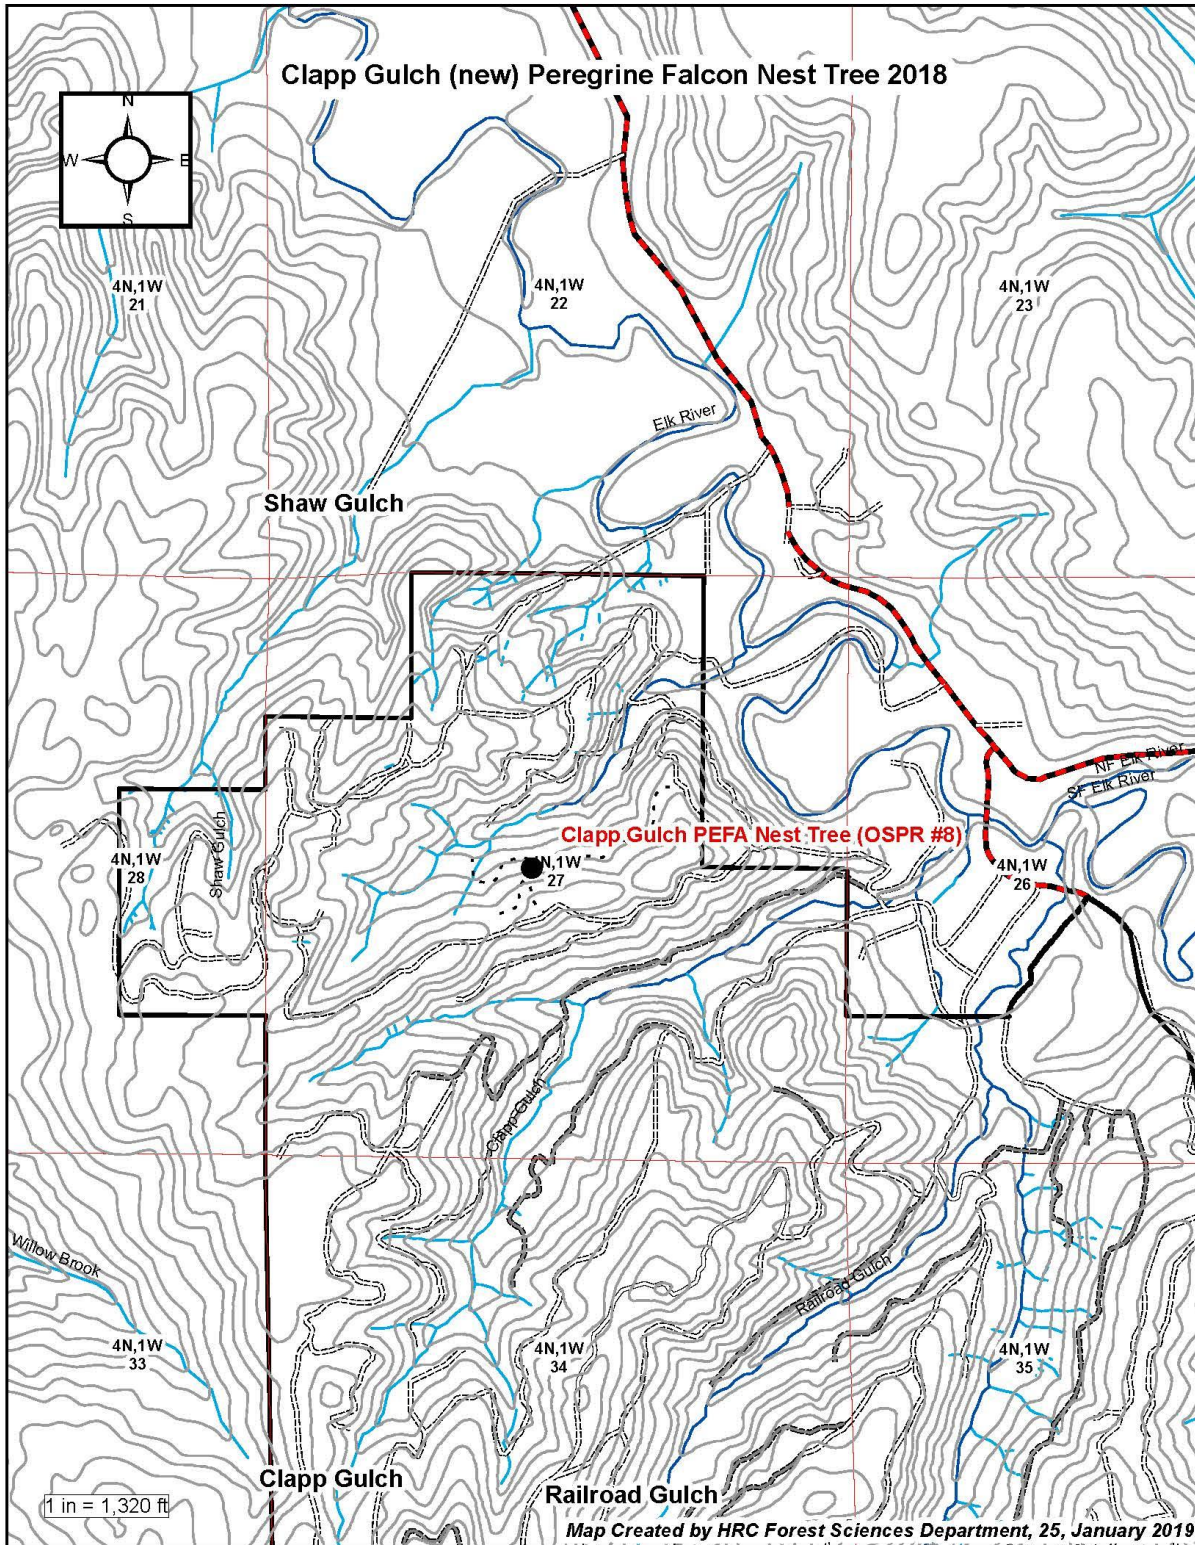 Clapp Gulch (new) Peregrine Falcon Nest Tree 2018
N
W
E
S
4N,1W
21
4N,1W
22
4N,1W
23
Elk River
Shaw Gulch
NF Elk River
SF Elk River
Clapp Gulch PEFA Nest Tree (OSPR #8)
Shaw Gulch
4N,1W
28
N,1W
27
4N,1W
26
Clapp Gulch
Willow Brook
Railroad Gulch
4N,1W
33
4N,1W
34
4N,1W
35
Clapp Gulch
Railroad Gulch
1 in = 1,320 ft
Map Created by HRC Forest Sciences Department, 25, January 2019